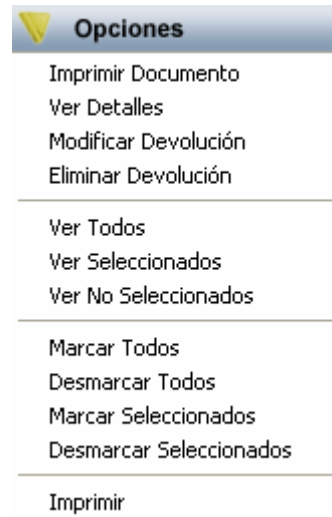 Opciones
Imprimir Documento
Ver Detalles
Modificar Devolución
Eliminar Devolución
Ver Todos
Ver Seleccionados
Ver No Seleccionados
Marcar Todos
Desmarcar Todos
Marcar Seleccionados
Desmarcar Seleccionados
Imprimir